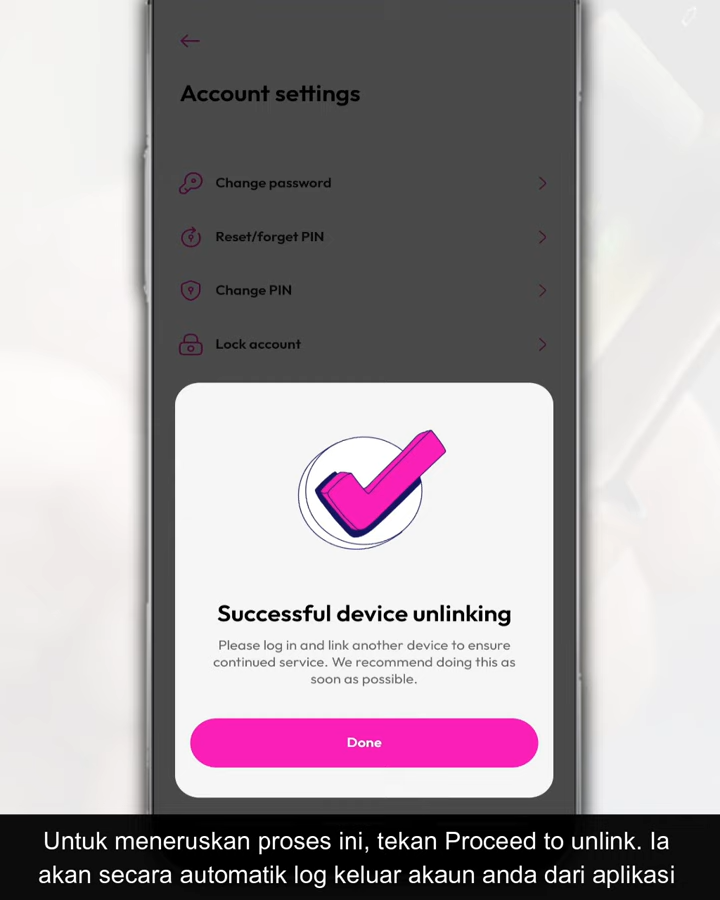 Account settings
Change password
Reset/forget PIN
Change PIN
Lock account
Successful device unlinking
Please log in and link another device to ensure
continued service. We recommend doing this as
soon as possible.
Done
Untuk meneruskan proses ini, tekan Proceed to unlink. Ia
akan secara automatik log keluar akaun anda dari aplikasi